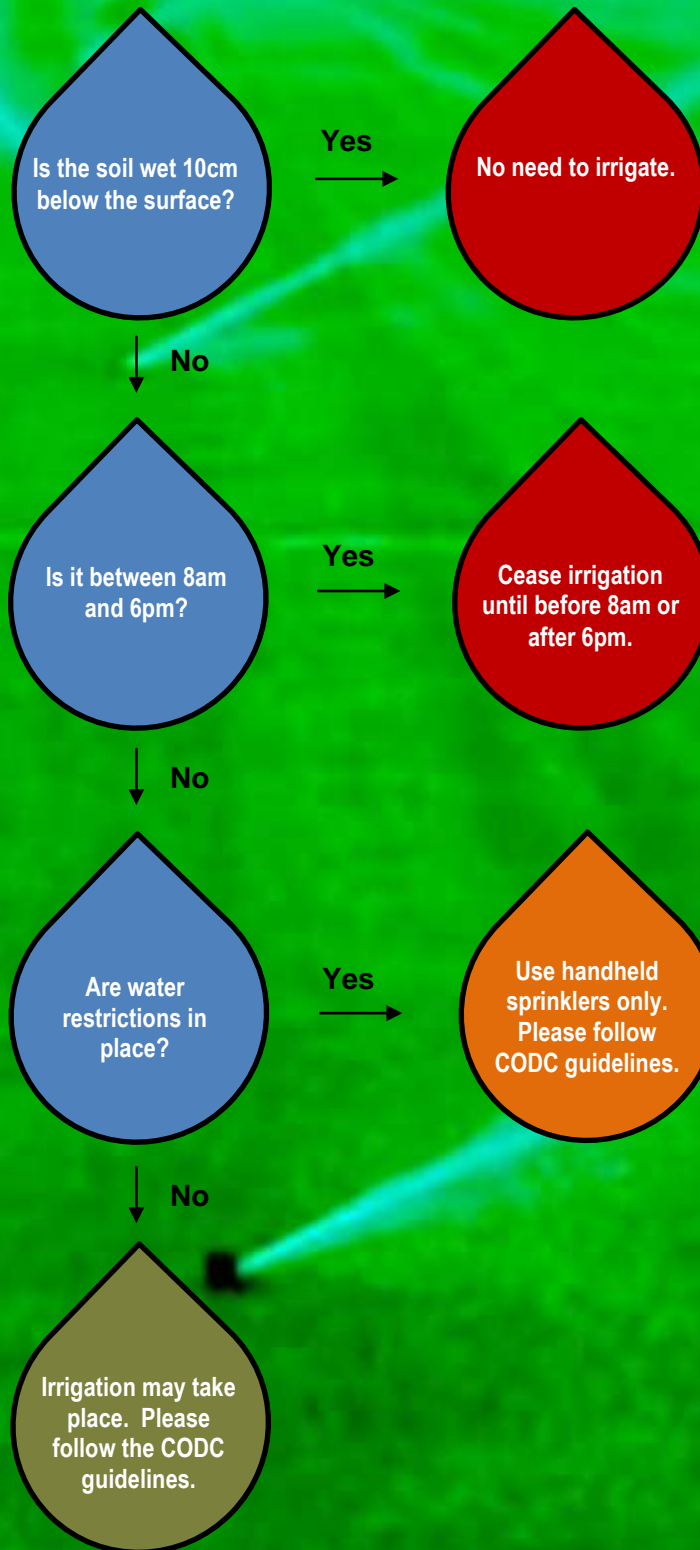 Is the soil wet 10cm
below the surface?
Yes
No need to irrigate.
No
Is it between 8am
and 6pm?
Yes
Cease irrigation
until before 8am or
after 6pm.
No
Are water
restrictions in
place?
Yes
Use handheld
sprinklers only.
Please follow
CODC guidelines.
No
Irrigation may take
place.  Please
follow the CODC
guidelines.